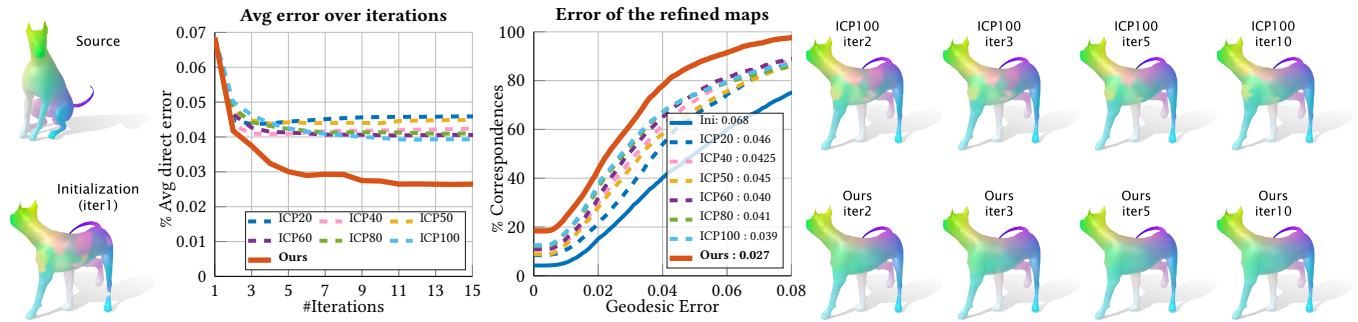 Source
Initialization
(iter1)
Avg error over iterations
% Avg direct error
0.07
0.06
0.05
0.04
0.03
0.02
0.01
0
1 3 5 7 9 11 13 15
#Iterations
ICP20 ICP40 ICP50
ICP60 ICP80 ICP100
Ours
Error of the refined maps
% Correspondences
100
80
60
40
20
0
0 0.02 0.04 0.06 0.08
Geodesic Error
Ini: 0.068
ICP20 : 0.046
ICP40 : 0.0425
ICP50 : 0.045
ICP60 : 0.040
ICP80 : 0.041
ICP100 : 0.039
Ours : 0.027
ICP100
iter2
ICP100
iter3
ICP100
iter5
ICP100
iter10
Ours
iter2
Ours
iter3
Ours
iter5
Ours
iter10